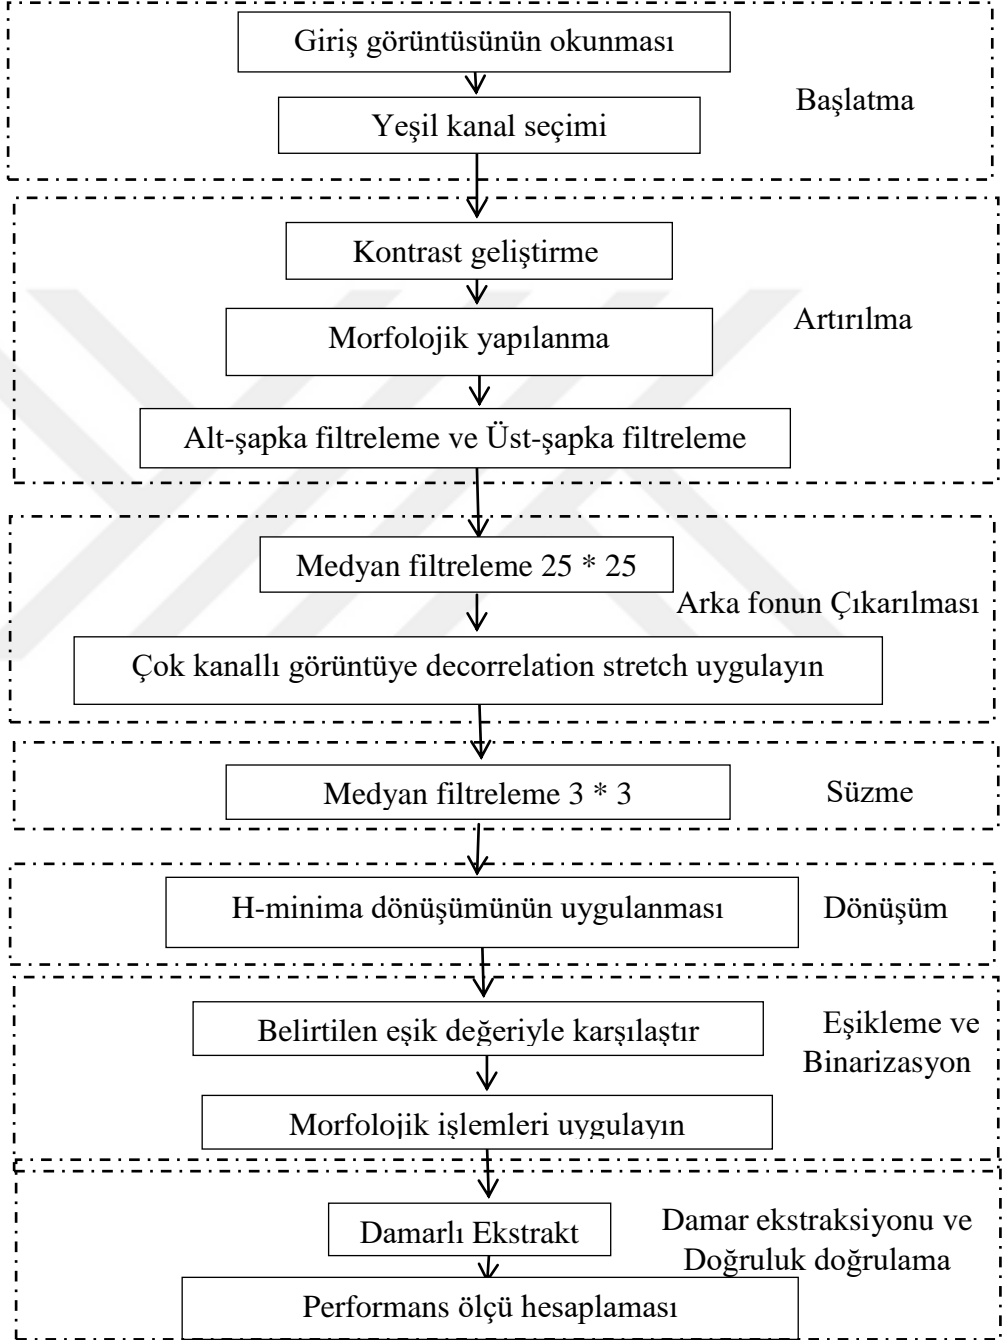 Giriş görüntüsünün okunması
Başlatma
Yeşil kanal seçimi
Kontrast geliştirme
Artırılma
Morfolojik yapılanma
Alt-şapka filtreleme ve Üst-şapka filtreleme
Medyan filtreleme 25 * 25
Arka fonun Çıkarılması
Çok kanallı görüntüye decorrelation stretch uygulayın
Medyan filtreleme 3 * 3
Süzme
H-minima dönüşümünün uygulanması
Dönüşüm
Belirtilen eşik değeriyle karşılaştır
Eşikleme ve
Binarizasyon
Morfolojik işlemleri uygulayın
Damarlı Ekstrakt
Damar ekstraksiyonu ve
Doğruluk doğrulama
Performans ölçü hesaplaması